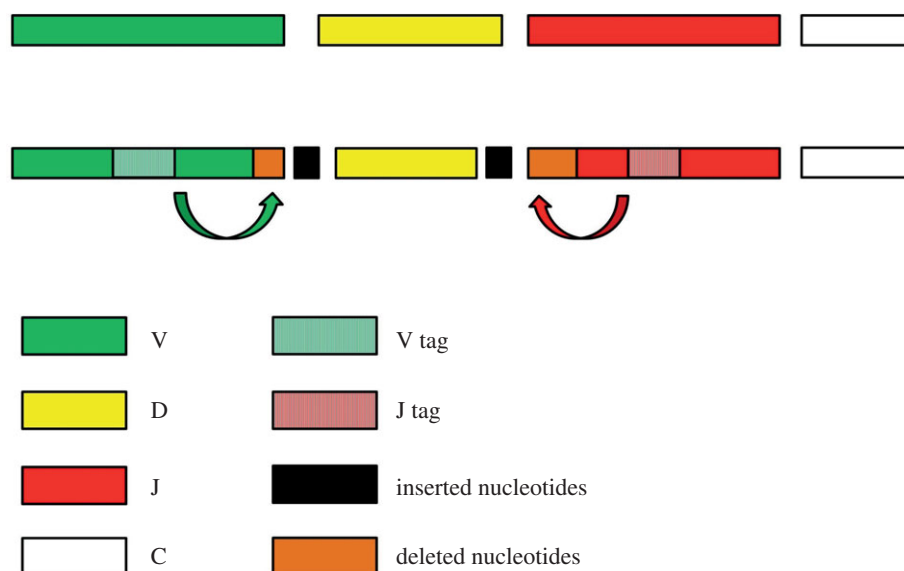 V
V tag
D
J tag
J
inserted nucleotides
C
deleted nucleotides